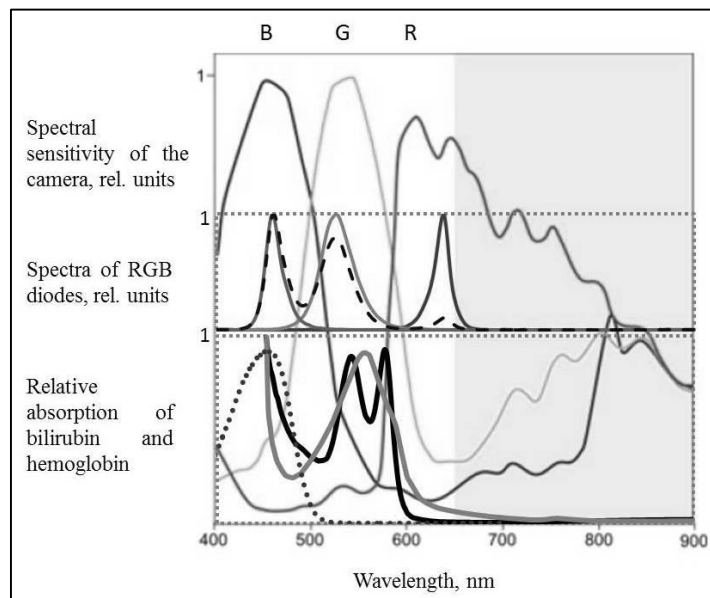 B G R
1
Spectral
sensitivity of the
camera, rel. units
1
Spectra of RGB
diodes, rel. units
1
Relative
absorption of
bilirubin and
hemoglobin
400 500 600 700 800 900
Wavelength, nm